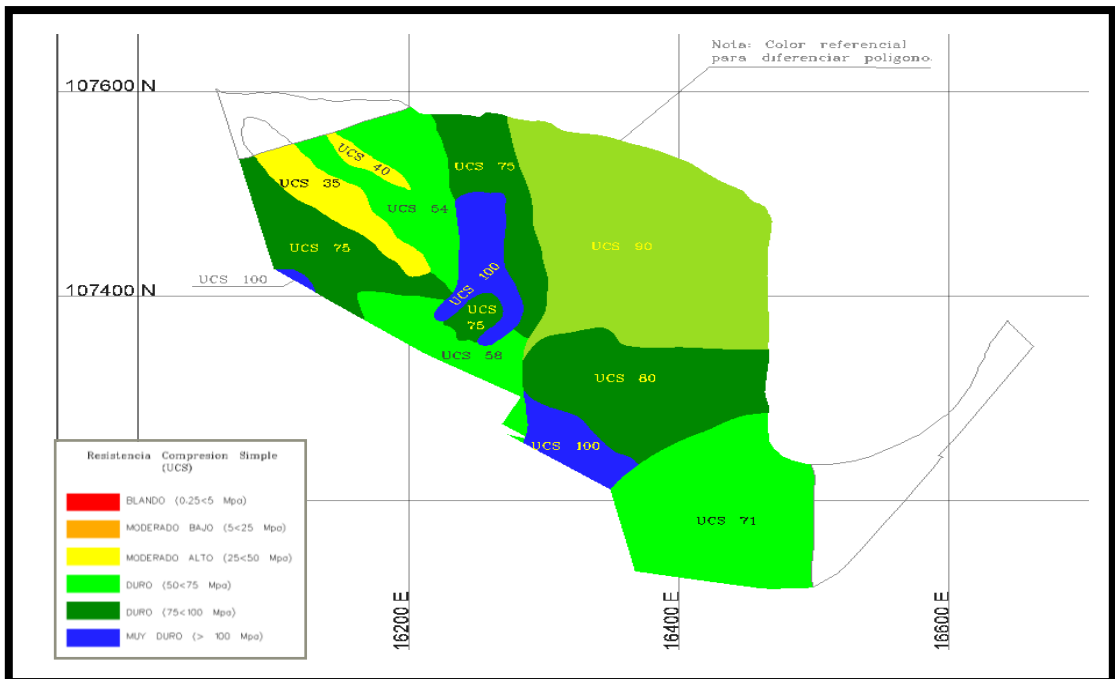 Nota: Color referencial
para diferenciar poligono.
107600 N
UCS 40
UCS 75
UCS 35
UCS 54
UCS 75
UCS 90
UCS 100
UCS 100
107400 N
UCS
75
UCS 58
UCS 80
UCS 100
UCS 71
Resistencia Compresion Simple
(UCS)
BLANDO (0.25<5 Mpa)
MODERADO BAJO (5<25 Mpa)
MODERADO ALTO (25<50 Mpa)
DURO (50<75 Mpa)
DURO (75<100 Mpa)
MUY DURO (> 100 Mpa)
16200 E
16400 E
16600 E